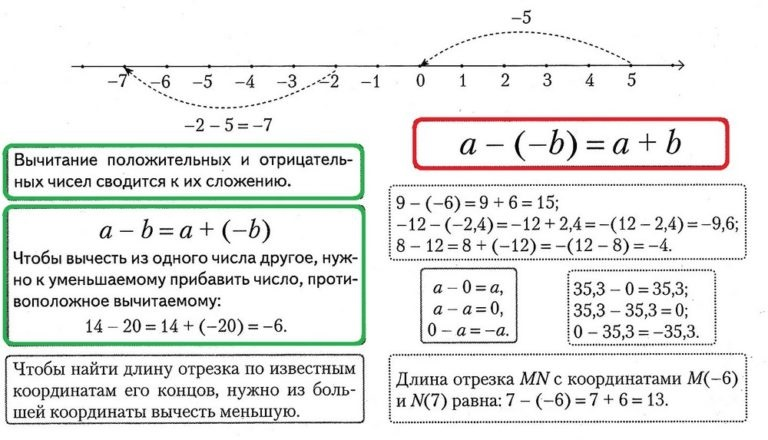 −5
−7 −6 −5 −4 −3 −2 −1 0 1 2 3 4 5
−2 − 5 = −7
Вычитание положительных и отрицатель-
ных чисел сводится к их сложению.
a − b = a + (−b)
Чтобы вычесть из одного числа другое, нуж-
но к уменьшаемому прибавить число, проти-
воположное вычитаемому:
14 − 20 = 14 + (−20) = −6.
Чтобы найти длину отрезка по известным
координатам его концов, нужно из боль-
шей координаты вычесть меньшую.
a − (−b) = a + b
9 − (−6) = 9 + 6 = 15;
−12 − (−2,4) = −12 + 2,4 = −(12 − 2,4) = −9,6;
8 − 12 = 8 + (−12) = −(12 − 8) = −4.
a − 0 = a,
a − a = 0,
0 − a = −a.
35,3 − 0 = 35,3;
35,3 − 35,3 = 0;
0 − 35,3 = −35,3.
Длина отрезка MN с координатами M(−6)
и N(7) равна: 7 − (−6) = 7 + 6 = 13.